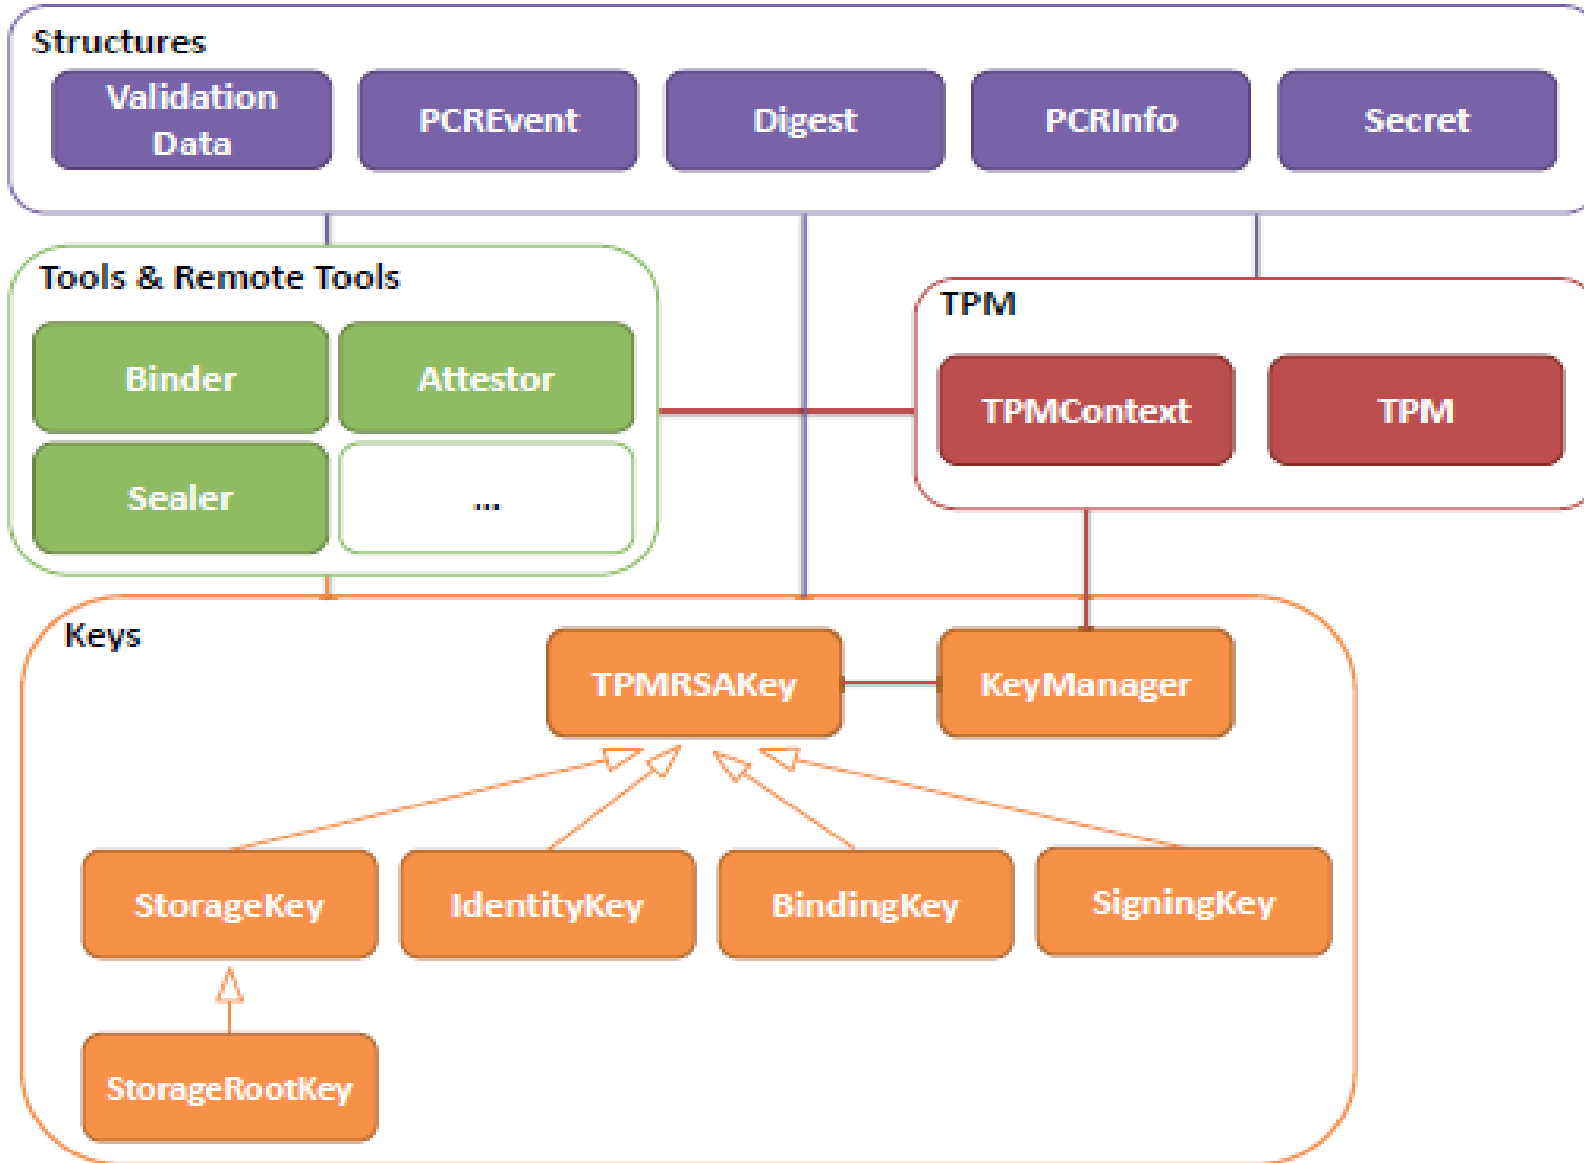 Structures
Validation
Data
PCREvent
Digest
PCRInfo
Secret
Tools & Remote Tools
Binder
Attestor
Sealer
...
TPM
TPMContext
TPM
Keys
TPMRSAKey
KeyManager
StorageKey
IdentityKey
BindingKey
SigningKey
StorageRootKey